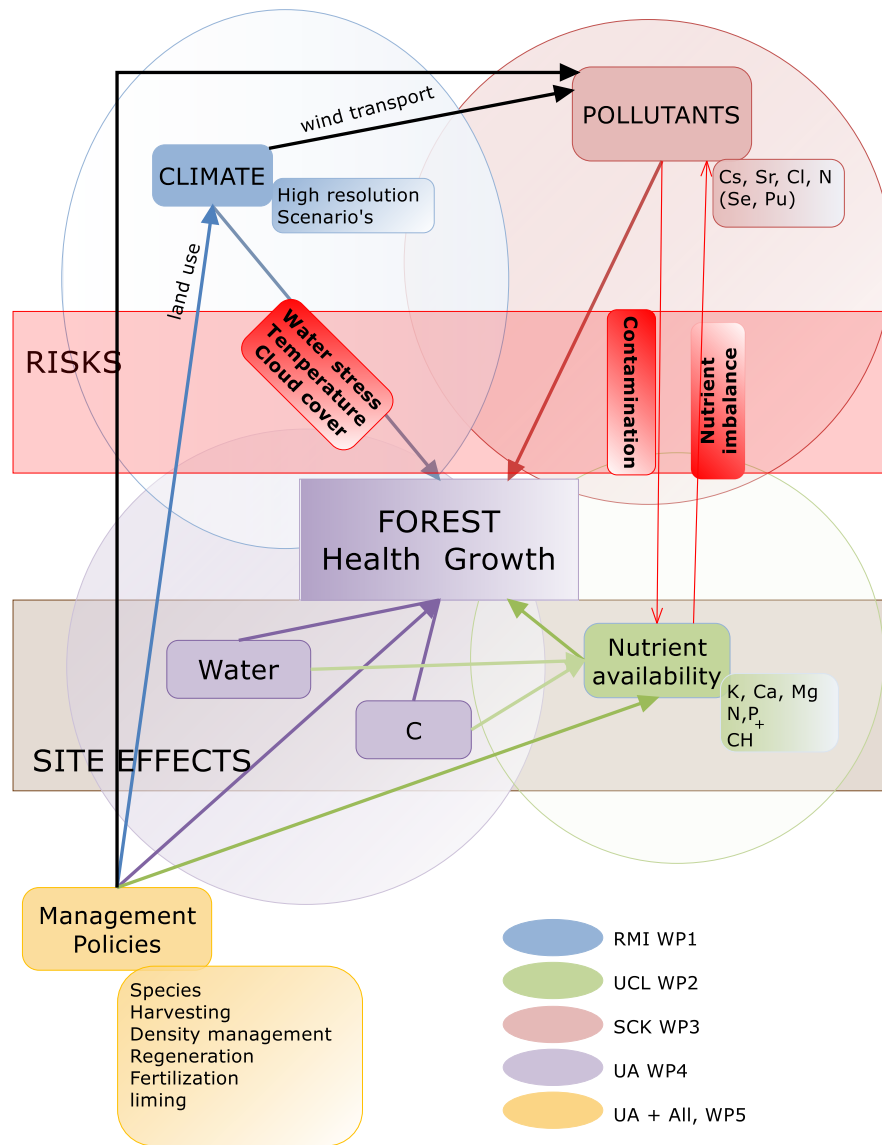 wind transport
POLLUTANTS
CLIMATE
Cs, Sr, Cl, N
(Se, Pu)
High resolution
Scenario's
land use
RISKS
Water stress
Temperature
Cloud cover
Contamination
Nutrient
imbalance
FOREST
Health Growth
Water
Nutrient
availability
C
K, Ca, Mg
N,P
+
CH
SITE EFFECTS
Management
Policies
Species
Harvesting
Density management
Regeneration
Fertilization
liming
RMI WP1
UCL WP2
SCK WP3
UA WP4
UA + All, WP5